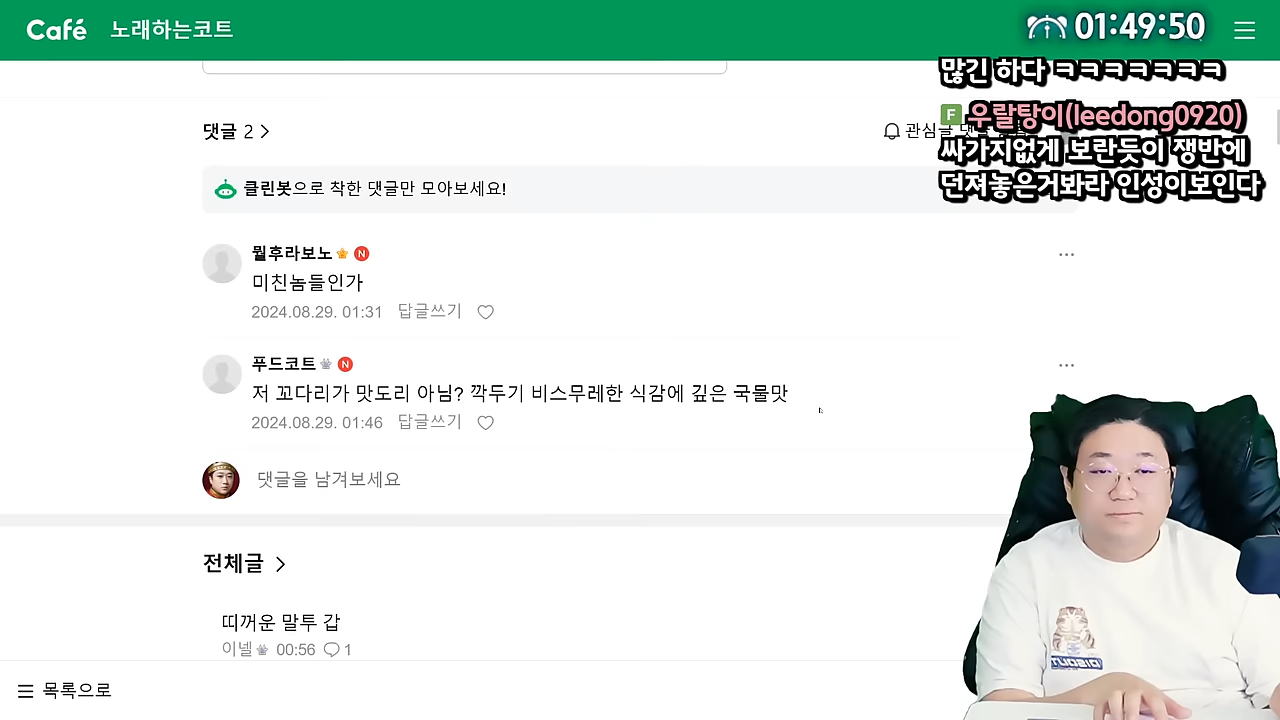 Café 노래하는코트
01:49:50
많긴 하다 ㅋㅋㅋㅋㅋㅋㅋ
F 우랄탕이(leedong0920)
싸가지없게 보란듯이 쟁반에
던져놓은거봐라 인성이보인다
댓글 2
관심글 댓글
클린봇으로 착한 댓글만 모아보세요!
뭘후라보노 N
미친놈들인가
2024.08.29. 01:31 답글쓰기
푸드코트 N
저 꼬다리가 맛도리 아님? 깍두기 비스무레한 식감에 깊은 국물맛
2024.08.29. 01:46 답글쓰기
댓글을 남겨보세요
전체글
띠꺼운 말투 갑
이넬 00:56 1
목록으로